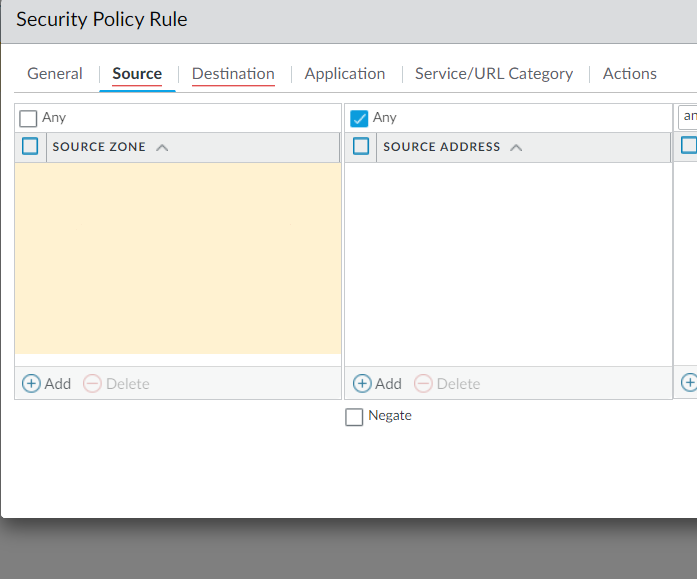 Security Policy Rule
General Source Destination Application Service/URL Category Actions
Any Any an
SOURCE ZONE SOURCE ADDRESS
Add Delete Add Delete
Negate